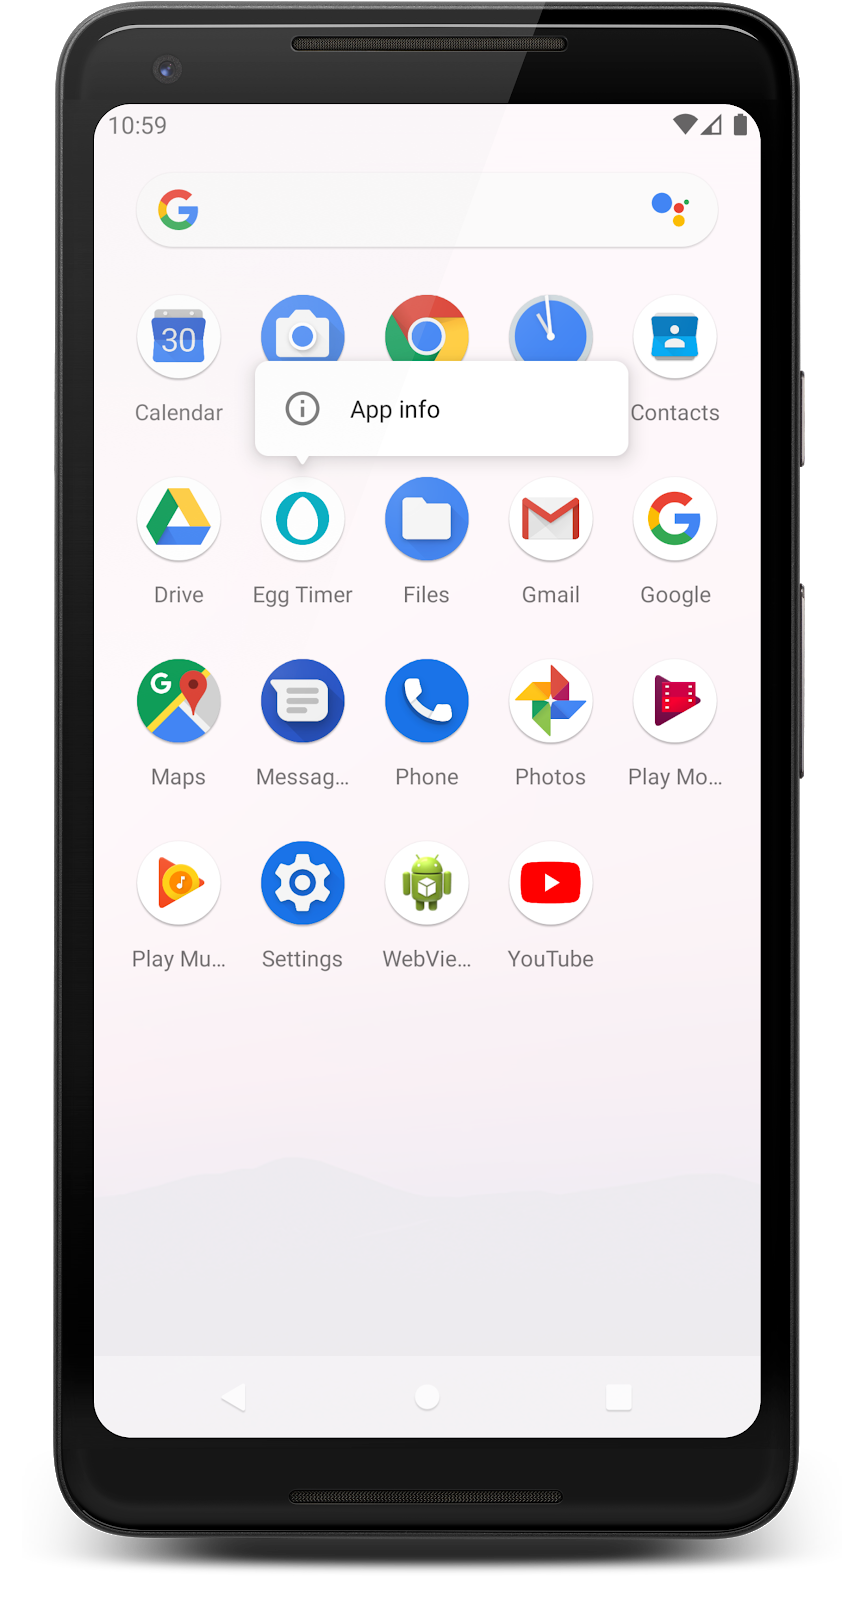 10:59
30
Calendar
App info
Contacts
Drive
Egg Timer
Files
Gmail
Google
G
Maps
Messag...
Phone
Photos
Play Mo...
Play Mu...
Settings
WebVie...
YouTube